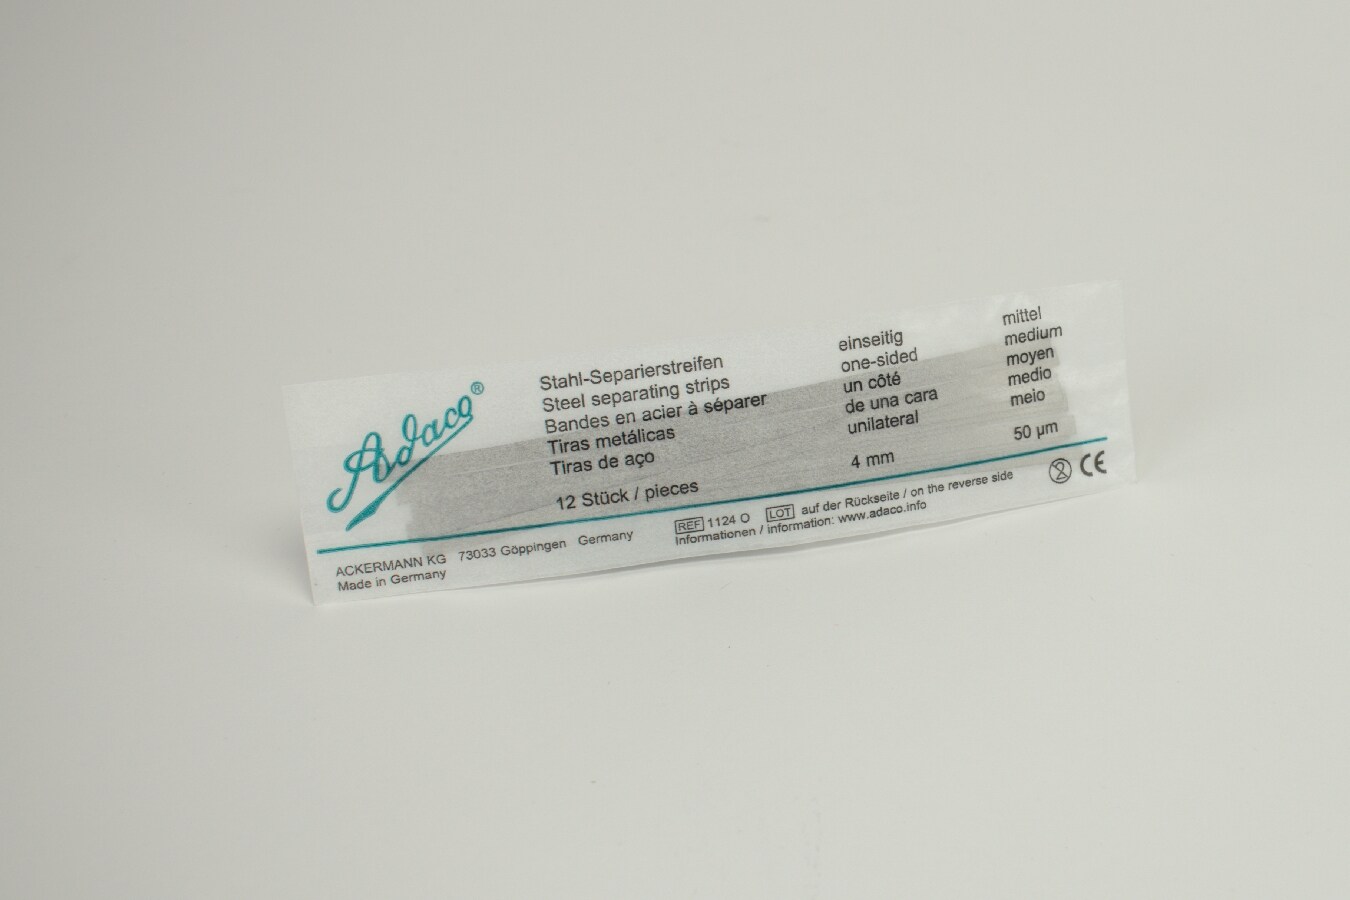 Adaco®
Stahl-Separierstreifen einseitig mittel
Steel separating strips one-sided medium
Bandes en acier à séparer un côté moyen
Tiras metálicas de una cara medio
Tiras de aço unilateral meio
12 Stück / pieces 4 mm 50 µm
ACKERMANN KG 73033 Göppingen Germany
Made in Germany
REF 1124 O LOT auf der Rückseite / on the reverse side
Informationen / information: www.adaco.info
2 CE